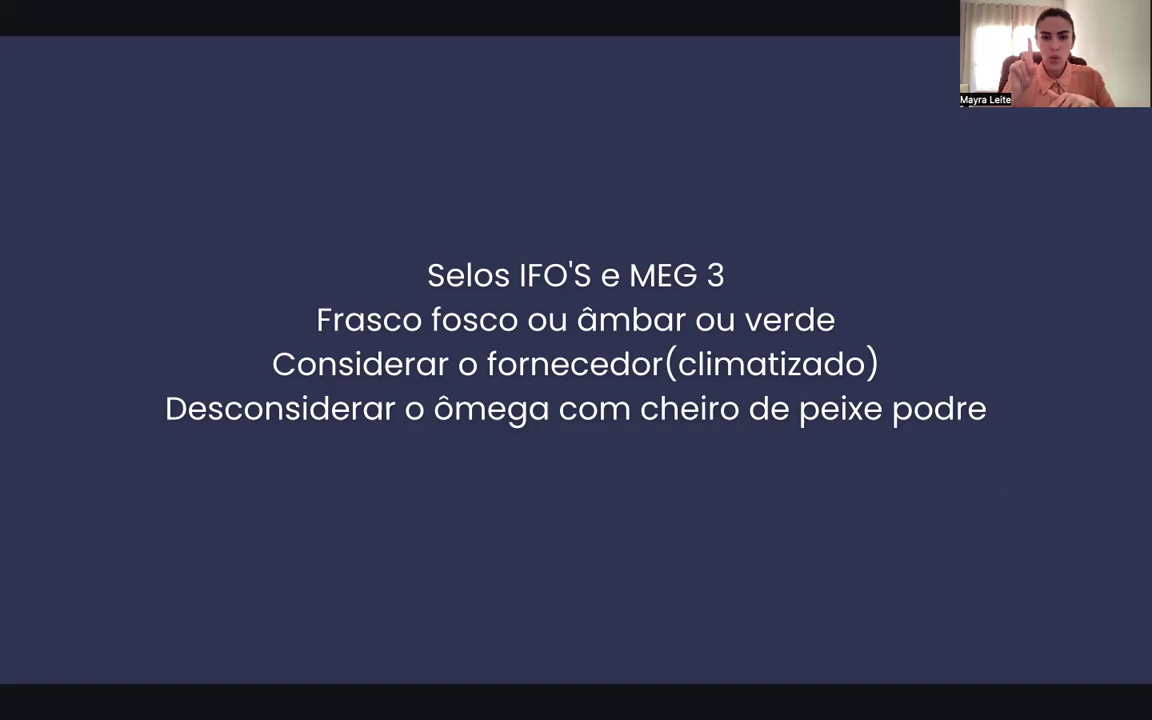 Mayra Leite
Selos IFO'S e MEG 3
Frasco fosco ou âmbar ou verde
Considerar o fornecedor(climatizado)
Desconsiderar o ômega com cheiro de peixe podre